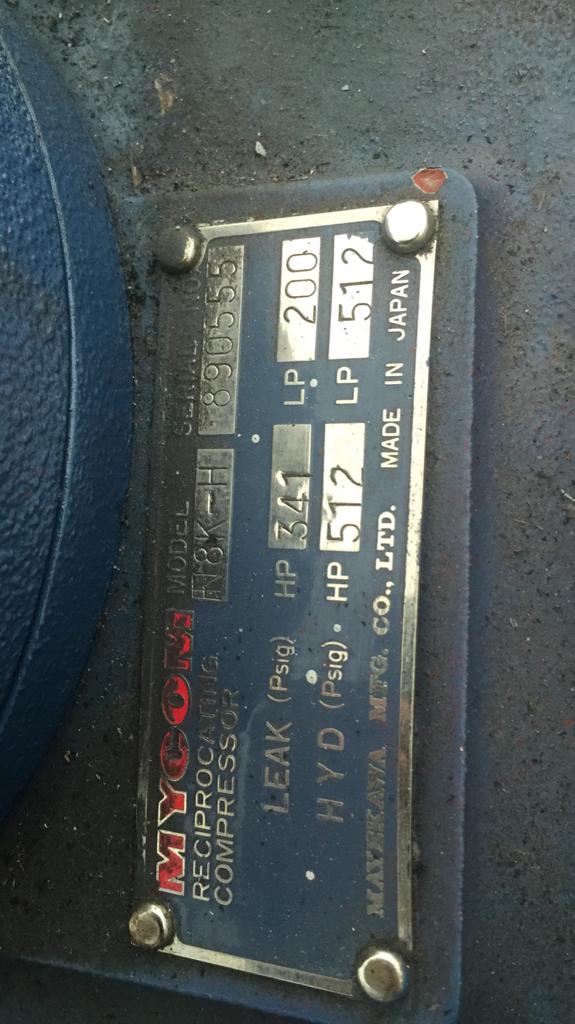 MYCOM MODEL SERIAL NO.
RECIPROCATING
COMPRESSOR N8K-H 890555
LEAK (Psig) HP 341 LP 200
HYD (Psig). HP 512 LP 512
MAYEKAWA MFG. CO., LTD. MADE IN JAPAN